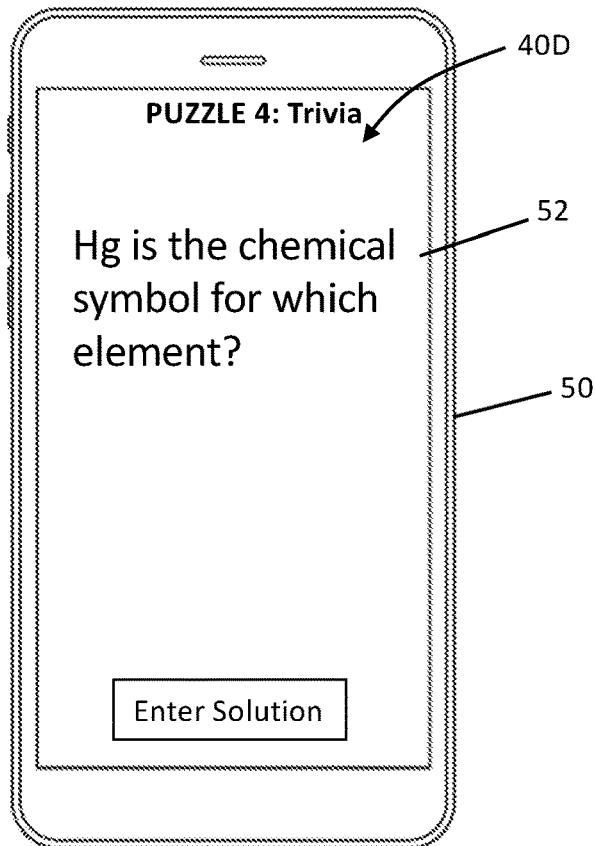 40D
PUZZLE 4: Trivia
52
Hg is the chemical
symbol for which
element?
50
Enter Solution